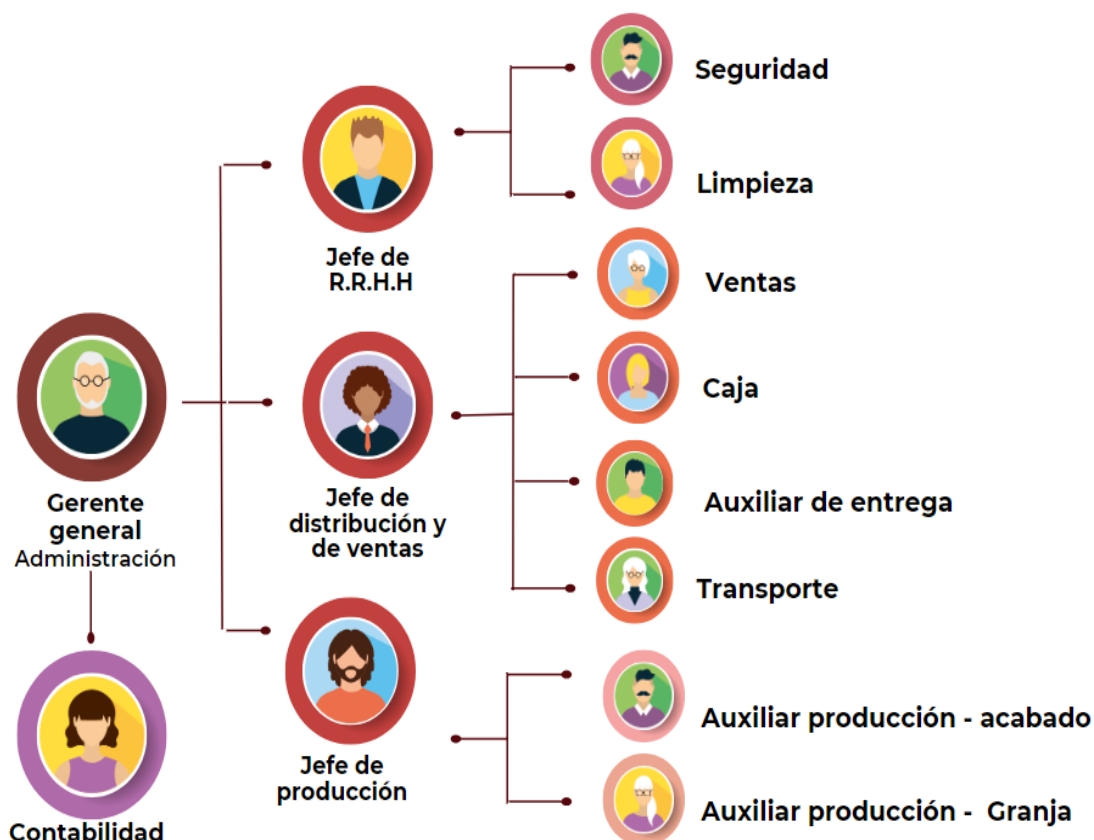 Seguridad
Limpieza
Jefe de
R.R.H.H
Ventas
Caja
Auxiliar de entrega
Transporte
Gerente
general
Administración
Jefe de
distribución y
de ventas
Auxiliar producción - acabado
Auxiliar producción - Granja
Jefe de
producción
Contabilidad